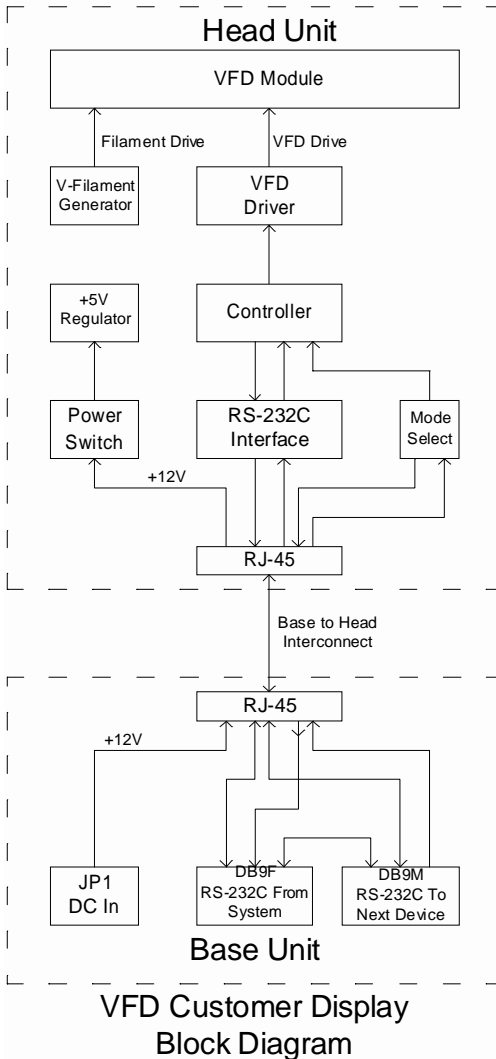 Head Unit
VFD Module
Filament Drive
VFD Drive
V-Filament
Generator
VFD
Driver
+5V
Regulator
Controller
Power
Switch
RS-232C
Interface
Mode
Select
+12V
RJ-45
Base to Head
Interconnect
RJ-45
+12V
JP1
DC In
DB9F
RS-232C From
System
DB9M
RS-232C To
Next Device
Base Unit
VFD Customer Display
Block Diagram